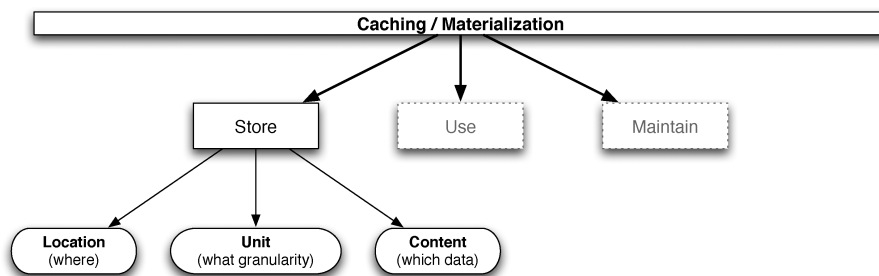 Caching / Materialization
Store
Use
Maintain
Location
(where)
Unit
(what granularity)
Content
(which data)